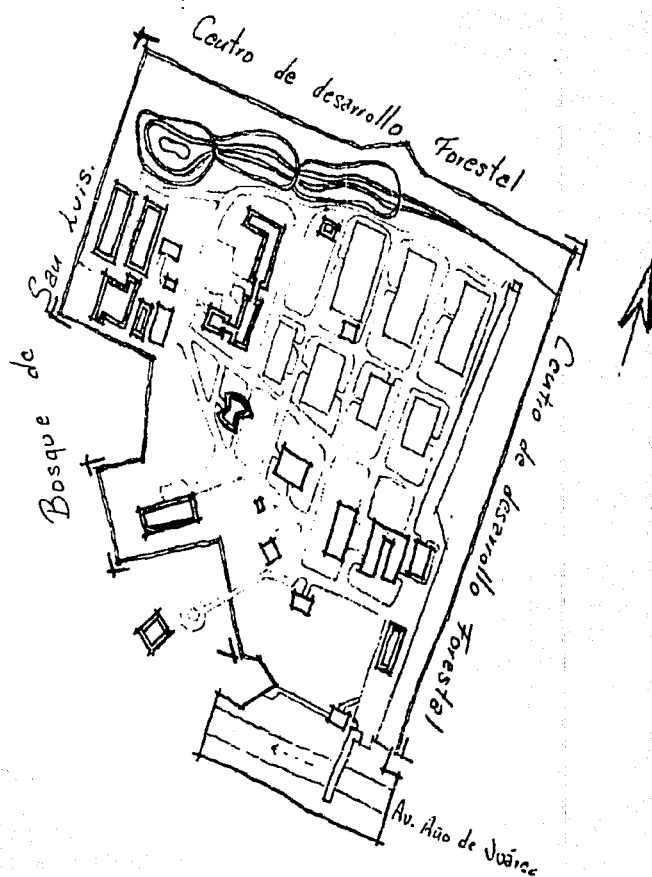 Centro de desarrollo Forestal
Bosque de San Luis.
Centro de desarrollo Forestal
Av. Año de Juárez